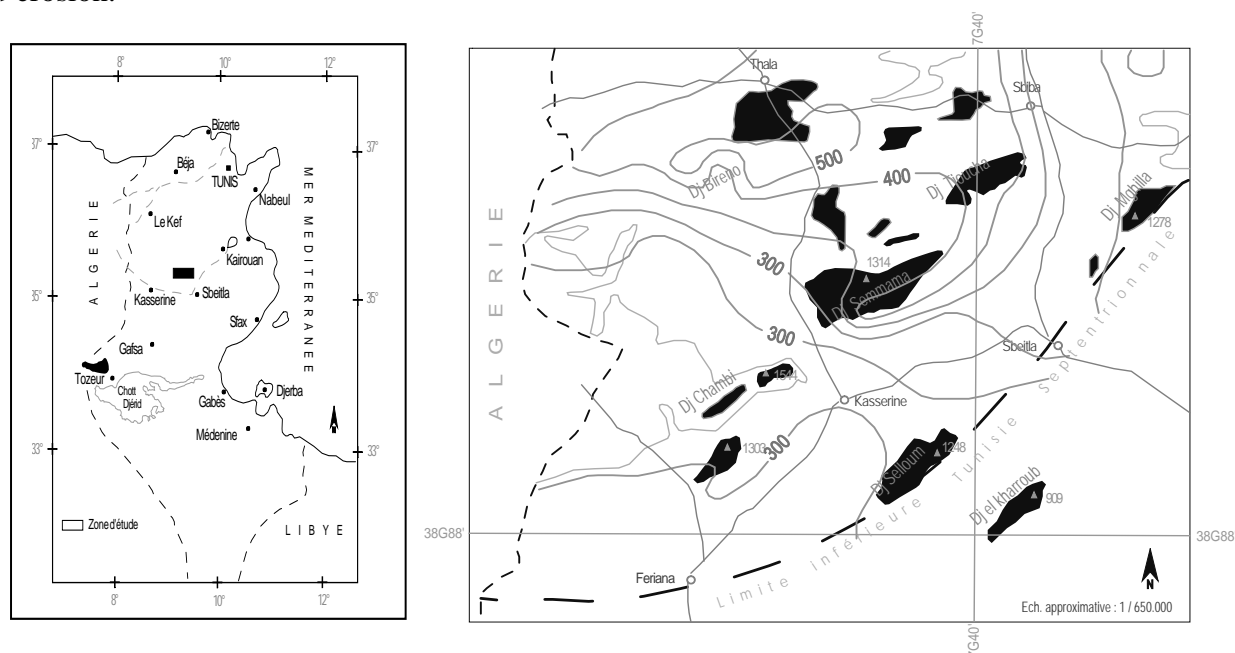 érosion.
8°
10°
12°
37°
37°
Bizerte
Béja
TUNIS
Nabeul
Le Kef
Kairouan
ALGERIE
MER MEDITERRANEE
35°
35°
Kasserine
Sbeitla
Sfax
Gafsa
Tozeur
Chott
Djérid
Gabès
Djerba
Médenine
N
33°
33°
Zone d'étude
LIBYE
8°
10°
12°
7G40'
Thala
Sbiba
500
400
Dj Bireno
Dj Tioucha
Dj Mghilla
1278
ALGERIE
300
1314
Dj Semmama
300
Sbeitla
1544
Dj Chambi
Kasserine
1303
300
1248
Dj Selloum
Dj el kharroub
909
Limite inférieure Tunisie Septentrionale
38G88'
38G88
Feriana
N
Ech. approximative : 1 / 650.000
7G40'